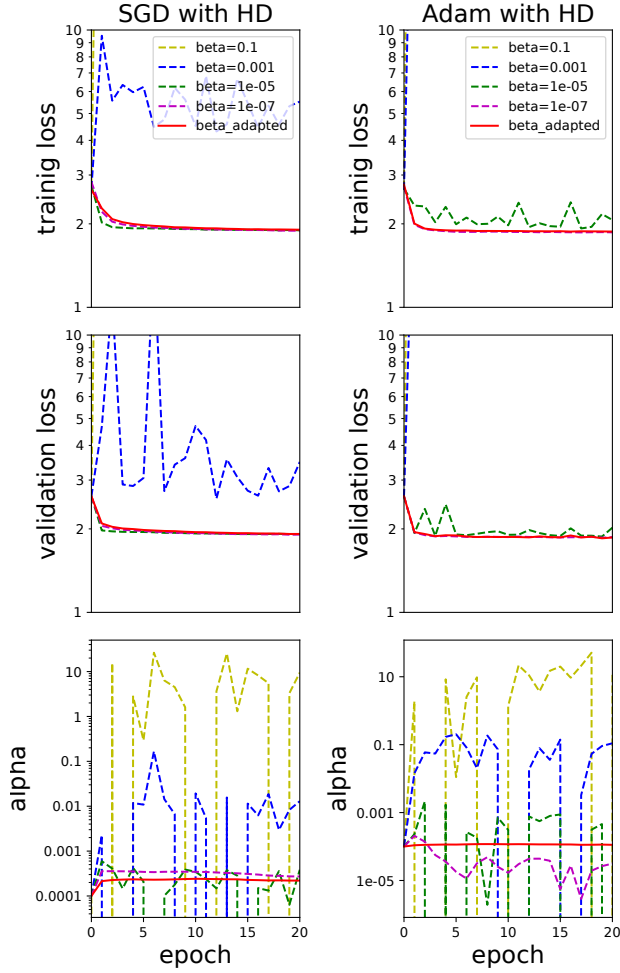 SGD with HD
Adam with HD
10
9
8
7
6
5
4
3
2
1
trainig loss
beta=0.1
beta=0.001
beta=1e-05
beta=1e-07
beta_adapted
10
9
8
7
6
5
4
3
2
1
trainig loss
beta=0.1
beta=0.001
beta=1e-05
beta=1e-07
beta_adapted
10
9
8
7
6
5
4
3
2
1
validation loss
10
9
8
7
6
5
4
3
2
1
validation loss
10
1
0.1
0.01
0.001
0.0001
alpha
0
5
10
15
20
epoch
10
0.1
0.001
1e-05
alpha
0
5
10
15
20
epoch